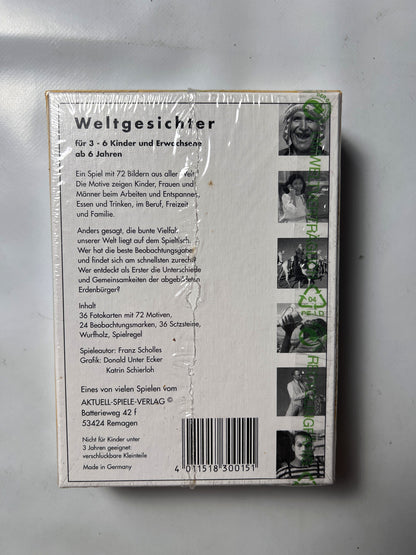 Weltgesichter
für 3 - 6 Kinder und Erwachsene
ab 6 Jahren
Ein Spiel mit 72 Bildern aus aller Welt.
Die Motive zeigen Kinder, Frauen und
Männer beim Arbeiten und Entspannen,
Essen und Trinken, im Beruf, Freizeit
und Familie.
Anders gesagt, die bunte Vielfalt
unserer Welt liegt auf dem Spieltisch.
Wer hat die beste Beobachtungsgabe
und findet sich am schnellsten zurecht?
Wer entdeckt als Erster die Unterschiede
und Gemeinsamkeiten der abgebildeten
Erdenbürger?
Inhalt
36 Fotokarten mit 72 Motiven,
24 Beobachtungsmarken, 36 Setzsteine,
Wurfholz, Spielregel
Spieleautor: Franz Scholles
Grafik: Donald Unter Ecker
Katrin Schierloh
Eines von vielen Spielen vom
AKTUELL-SPIELE-VERLAG ©
Batterieweg 42 f
53424 Remagen
Nicht für Kinder unter
3 Jahren geeignet:
verschluckbare Kleinteile
Made in Germany
4 011518 300151